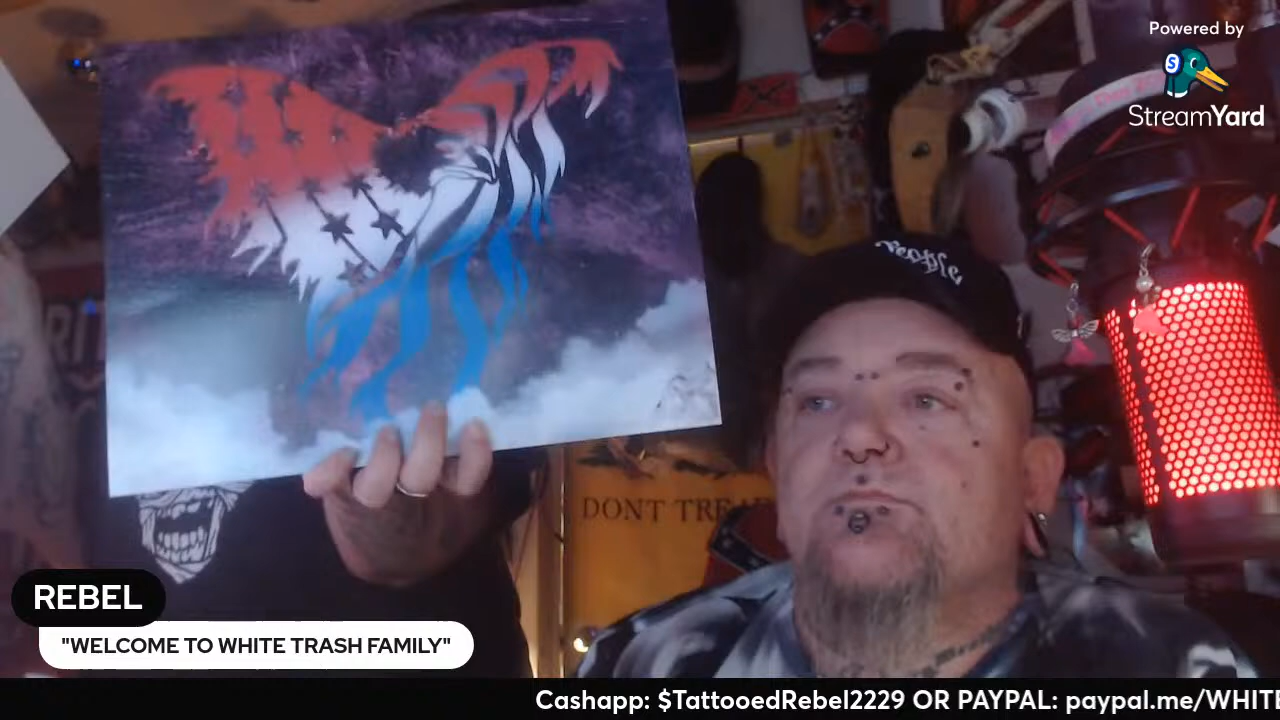 Powered by
StreamYard
People
DONT TREA
REBEL
"WELCOME TO WHITE TRASH FAMILY"
Cashapp: $TattooedRebel2229 OR PAYPAL: paypal.me/WHITE